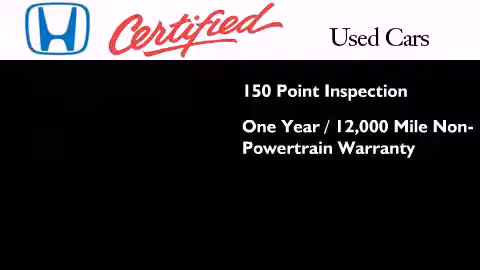 Certified Used Cars
150 Point Inspection
One Year / 12,000 Mile Non-
Powertrain Warranty